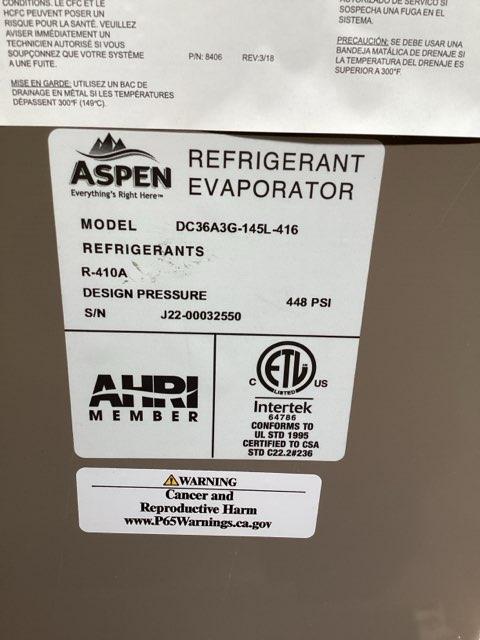 CONDITIONS. LE CFC ET LE
HCFC PEUVENT POSER UN
RISQUE POUR LA SANTÉ. VEUILLEZ
AVISER IMMÉDIATEMENT UN
TECHNICIEN AUTORISÉ SI VOUS
SOUPÇONNEZ QUE VOTRE SYSTÈME
A UNE FUITE.
MISE EN GARDE: UTILISEZ UN BAC DE
DRAINAGE EN MÉTAL SI LES TEMPÉRATURES
DÉPASSENT 300°F (149°C).
P/N: 8406 REV:3/18
AUTORIZADO DE SERVICIO SI
SOSPECHA UNA FUGA EN EL
SISTEMA.
PRECAUCIÓN: SE DEBE USAR UNA
BANDEJA MATÁLICA DE DRENAJE SI
LA TEMPERATURA DEL DRENAJE ES
SUPERIOR A 300°F.
ASPEN
Everything's Right Here™
REFRIGERANT
EVAPORATOR
MODEL DC36A3G-145L-416
REFRIGERANTS
R-410A
DESIGN PRESSURE 448 PSI
S/N J22-00032550
AHRI
MEMBER
C ETL US
LISTED
Intertek
64786
CONFORMS TO
UL STD 1995
CERTIFIED TO CSA
STD C22.2#236
WARNING
Cancer and
Reproductive Harm
www.P65Warnings.ca.gov